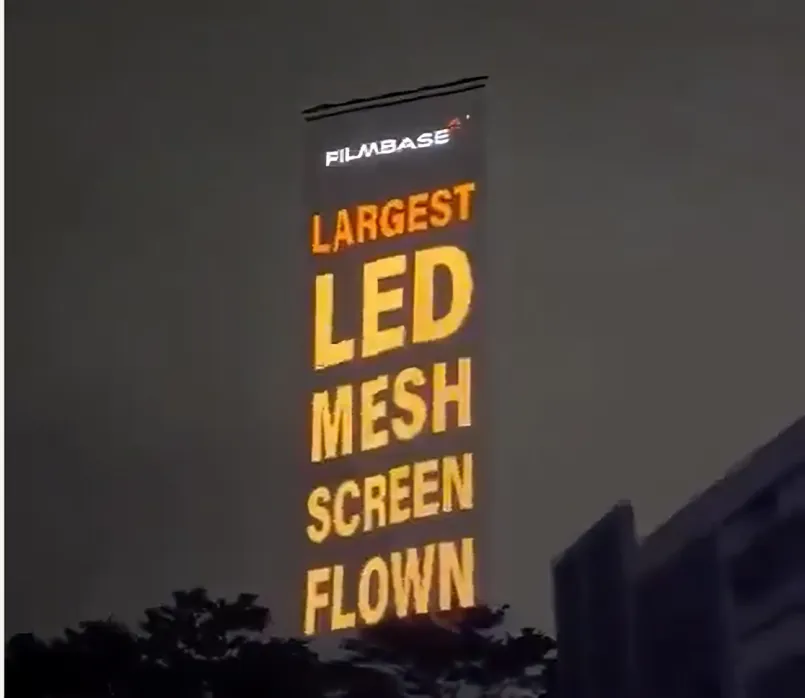 FILMBASE
LARGEST
LED
MESH
SCREEN
FLOWN